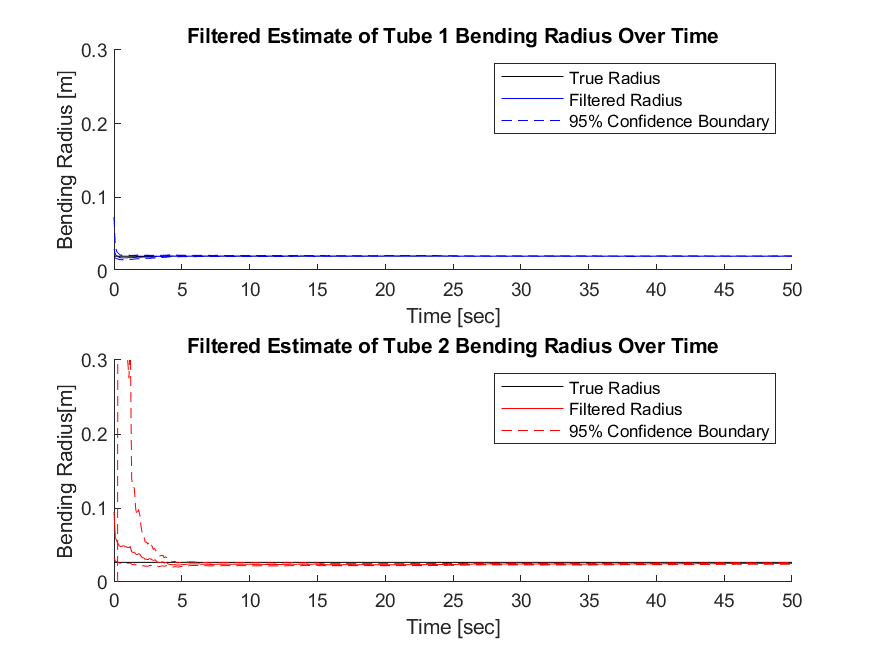 Filtered Estimate of Tube 1 Bending Radius Over Time
0.3
0.2
0.1
0
Bending Radius [m]
True Radius
Filtered Radius
95% Confidence Boundary
0 5 10 15 20 25 30 35 40 45 50
Time [sec]
Filtered Estimate of Tube 2 Bending Radius Over Time
0.3
0.2
0.1
0
Bending Radius[m]
True Radius
Filtered Radius
95% Confidence Boundary
0 5 10 15 20 25 30 35 40 45 50
Time [sec]